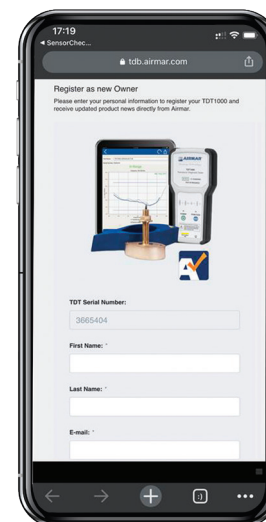 17:19
SensorChec...
tdb.airmar.com
Register as new Owner
Please enter your personal information to register your TDT1000 and
receive updated product news directly from Airmar.
AIRMAR
TDT Serial Number:
3665404
First Name: *
Last Name: *
E-mail: *
:)